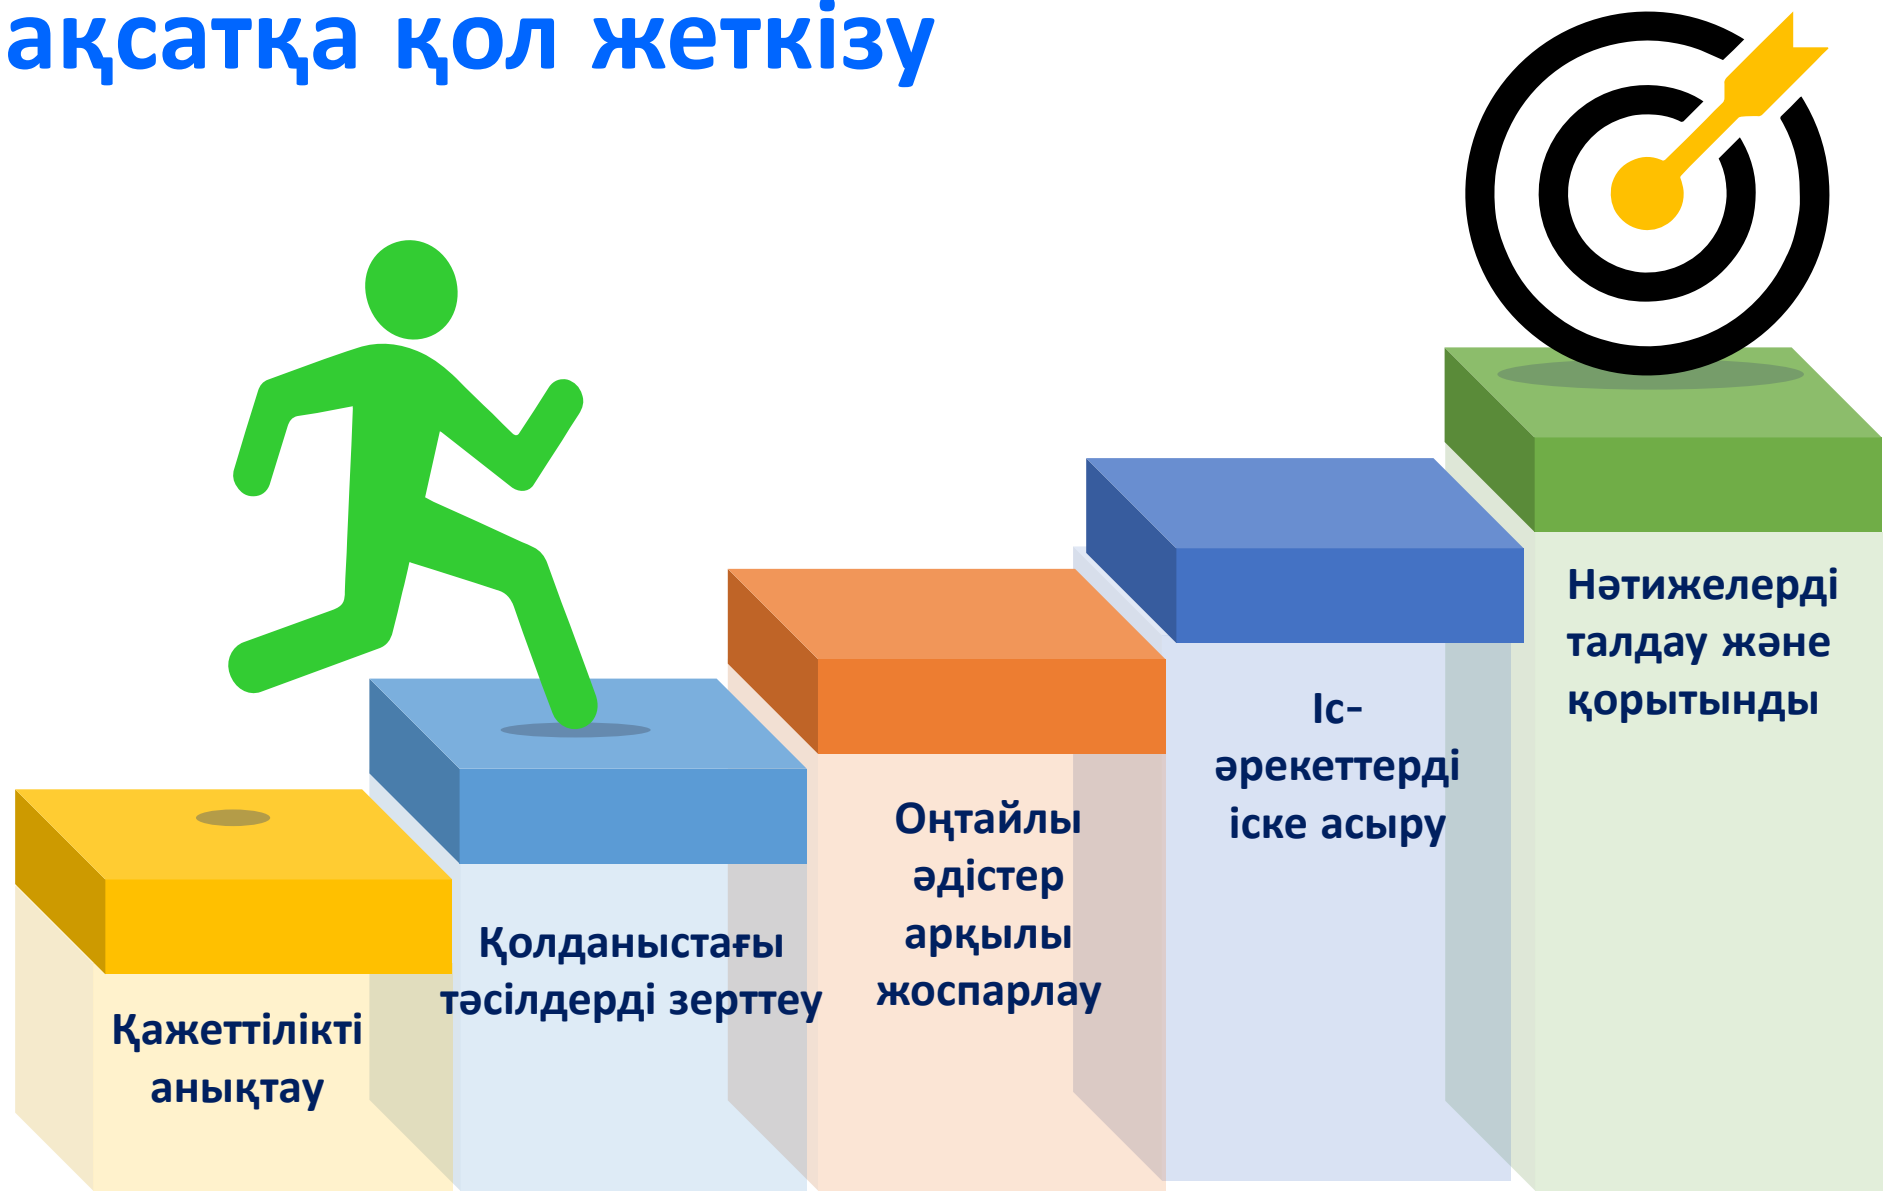 ақсатқа қол жеткізу
Қажеттілікті
анықтау
Қолданыстағы
тәсілдерді зерттеу
Оңтайлы
әдістер
арқылы
жоспарлау
Іс-
әрекеттерді
іске асыру
Нәтижелерді
талдау және
қорытынды